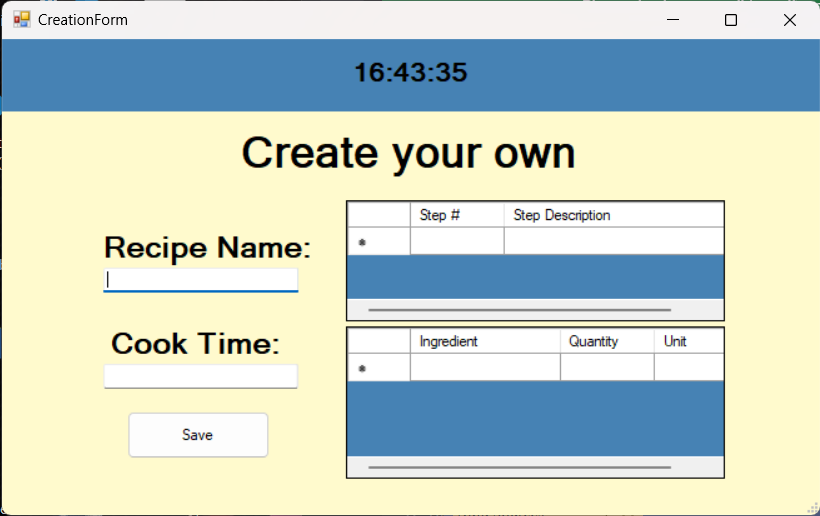 CreationForm
16:43:35
Create your own
Recipe Name:
Cook Time:
Save
Step # Step Description
*
Ingredient Quantity Unit
*